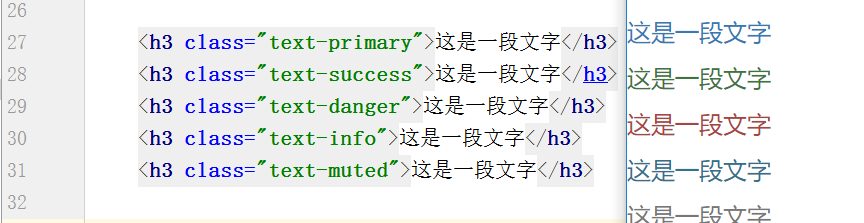 26
27 <h3 class="text-primary">这是一段文字</h3>
28 <h3 class="text-success">这是一段文字</h3>
29 <h3 class="text-danger">这是一段文字</h3>
30 <h3 class="text-info">这是一段文字</h3>
31 <h3 class="text-muted">这是一段文字</h3>
32
这是一段文字
这是一段文字
这是一段文字
这是一段文字
这是一段文字